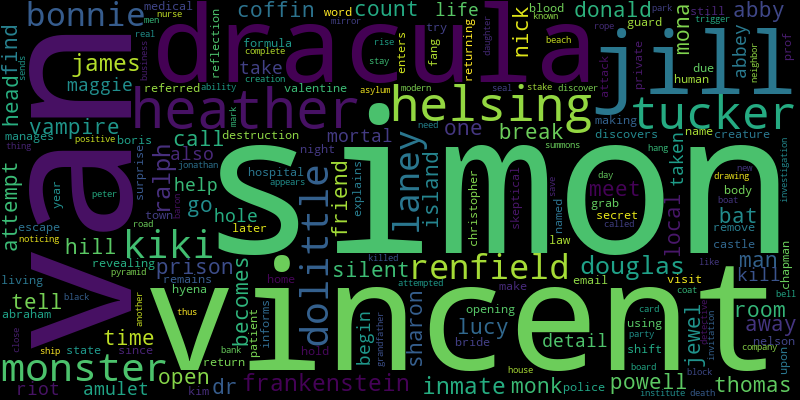 bonnie
coffin
count
life
donald
abby
medical
nurse
men
dracula
nick
mona
jill
headfind
james
maggie
van
heather
helsing
tucker
vampire
referred
take
valentine
formula
reflection
call
mortal
one
break
boris
destruction
manages
also
attempt
surprise
ralph
help
go
hole
hill
kiki
simon
laney
island
friend
night
hospital
appears
explains
christopher
skeptical
meet
grab
secret
local
taken
bat
body
remove
castle
man
kill
prison
later
silent
renfield
douglas
email
visit
room
away
tell
abraham
living
revealing
pyramid
hyena
remains
becomes
dolittle
vincent
time
monster
riot
amulet
open
dr
patient
informs
return
frankenstein
begin
sharon
lucy
bride
opening
detail
using
shift
jewel
inmate
monk
police
powell
thomas
nelson
company
institute
death
house
grandfather
bank
kim
ship
state
since
another
thus
black
close
sends
noticing
escape
year
peter
town
road
baron
jonathan
mark
asylum
mirror
modern
stake
discover
blood
known
try
word
enters
fang
returning
daughter
rise
stay
complete
creation
ability
business
real
positive
thing
guard
human
private
attack
rope
park
still
trigger
prof
due
abbey
neighbor
beach
making
discovers
name
creature
seal
need
summons
hang
day
new
drawing
boat
called
named
law
save
investigation
chapman
like
home
killed
attempted
hold
make
card
party
board
block
invitation
detective
coat
bell
upon